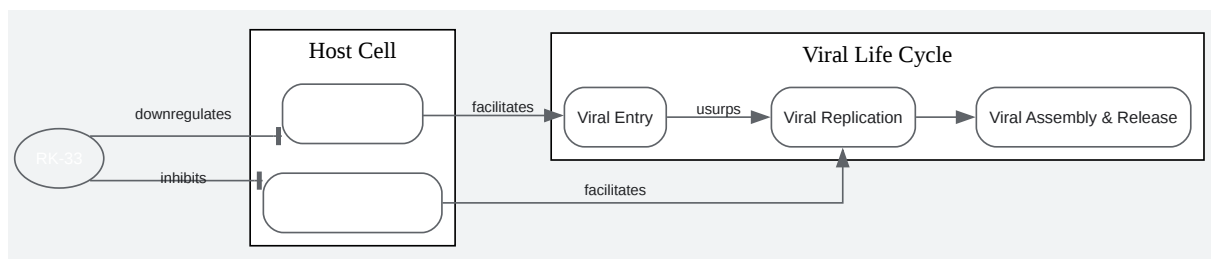 Host Cell
Viral Life Cycle
downregulates
facilitates
Viral Entry
usurps
Viral Replication
Viral Assembly & Release
RK-33
inhibits
facilitates